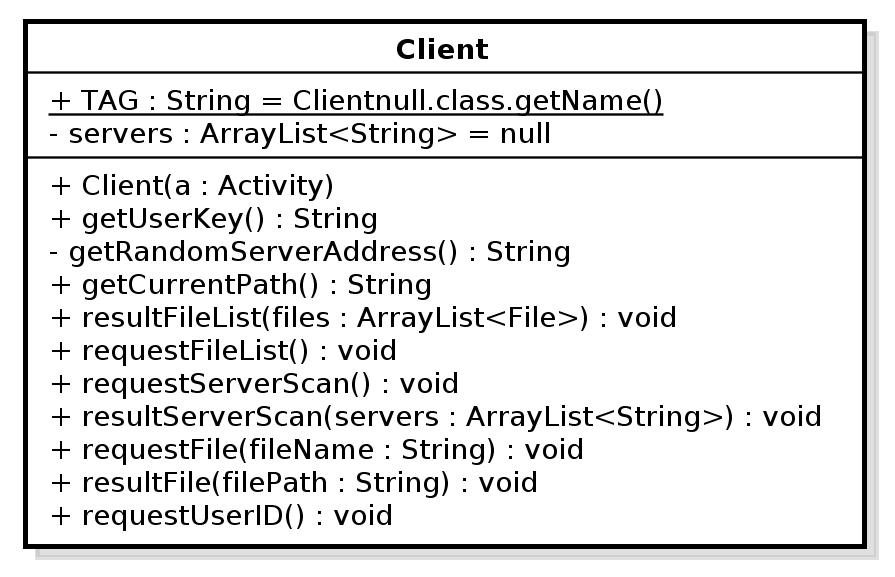 Client
+ TAG : String = Clientnull.class.getName()
- servers : ArrayList<String> = null
+ Client(a : Activity)
+ getUserKey() : String
- getRandomServerAddress() : String
+ getCurrentPath() : String
+ resultFileList(files : ArrayList<File>) : void
+ requestFileList() : void
+ requestServerScan() : void
+ resultServerScan(servers : ArrayList<String>) : void
+ requestFile(fileName : String) : void
+ resultFile(filePath : String) : void
+ requestUserID() : void